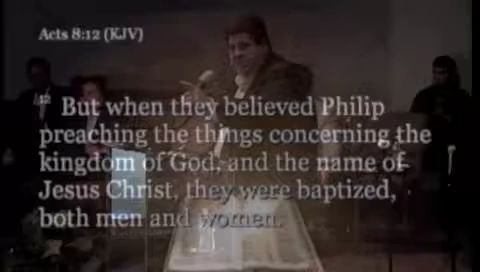 Acts 8:12 (KJV)
12 But when they believed Philip
preaching the things concerning the
kingdom of God, and the name of
Jesus Christ, they were baptized,
both men and women.